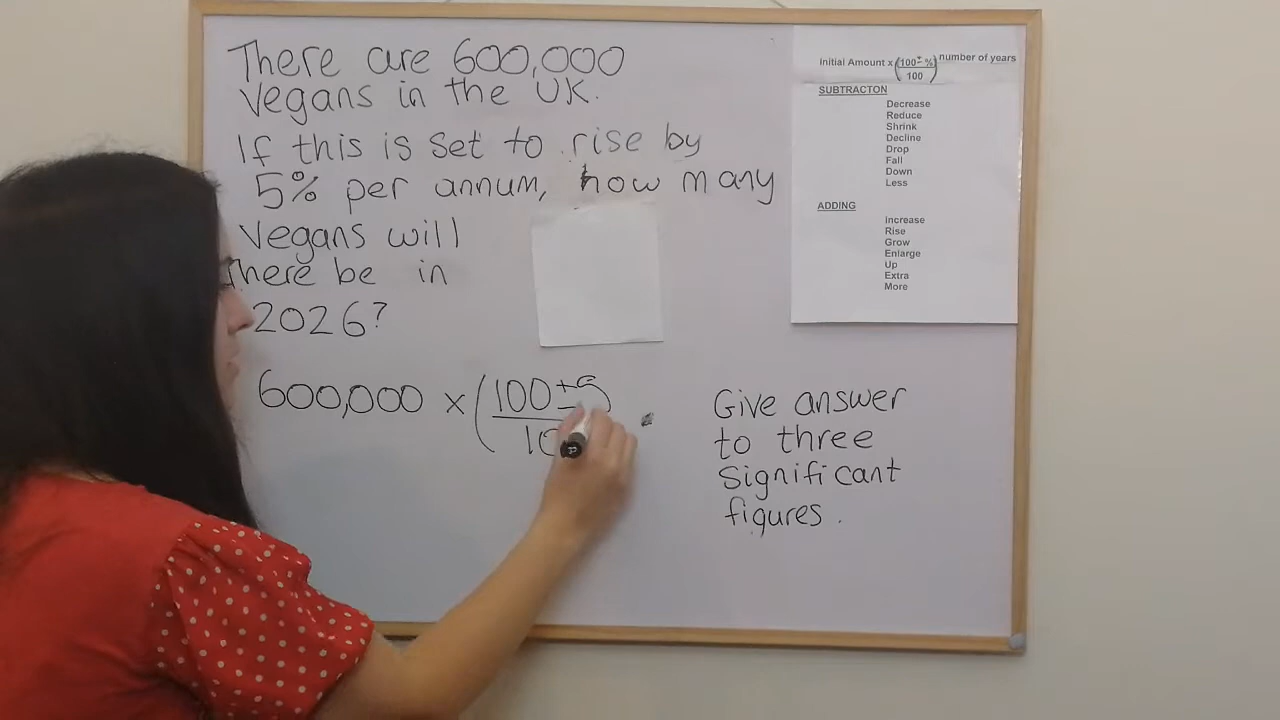 There are 600,000
vegans in the UK.
If this is set to rise by
5% per annum, how many
vegans will
there be in
2026?
600,000 × (100±5
10
Give answer
to three
significant
figures.
Initial Amount x (100± %) number of years
100
SUBTRACTON
Decrease
Reduce
Shrink
Decline
Drop
Fall
Down
Less
ADDING
Increase
Rise
Grow
Enlarge
Up
Extra
More